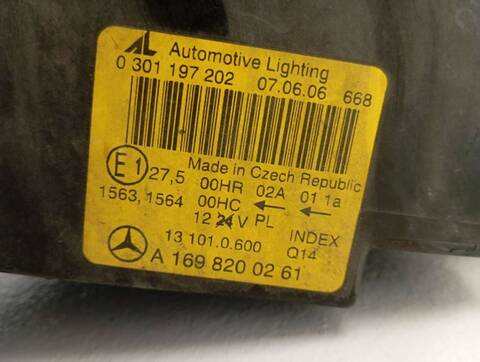 AL Automotive Lighting
0 301 197 202 07.06.06 668
Made in Czech Republic
E1 27,5 00HR 02A 01 1a
1563, 1564 00HC ← ←
12 24 V PL
13 101.0.600 INDEX Q14
A 169 820 02 61